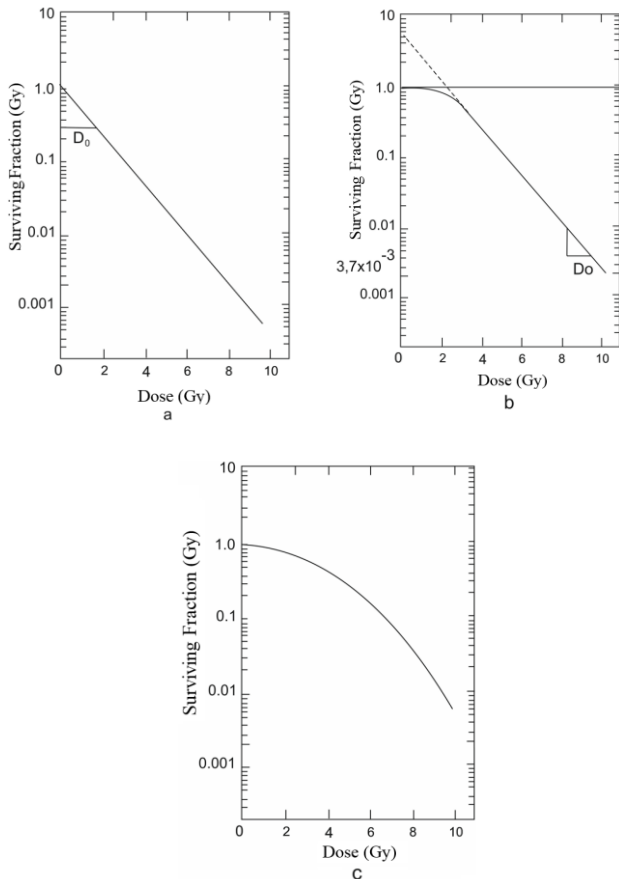 10
1.0
0.1
0.01
0.001
Surviving Fraction (Gy)
D₀
0 2 4 6 8 10
Dose (Gy)
a
10
1.0
0.1
0.01
3,7x10⁻³
0.001
Surviving Fraction (Gy)
Do
0 2 4 6 8 10
Dose (Gy)
b
10
1.0
0.1
0.01
0.001
Surviving Fraction (Gy)
0 2 4 6 8 10
Dose (Gy)
c